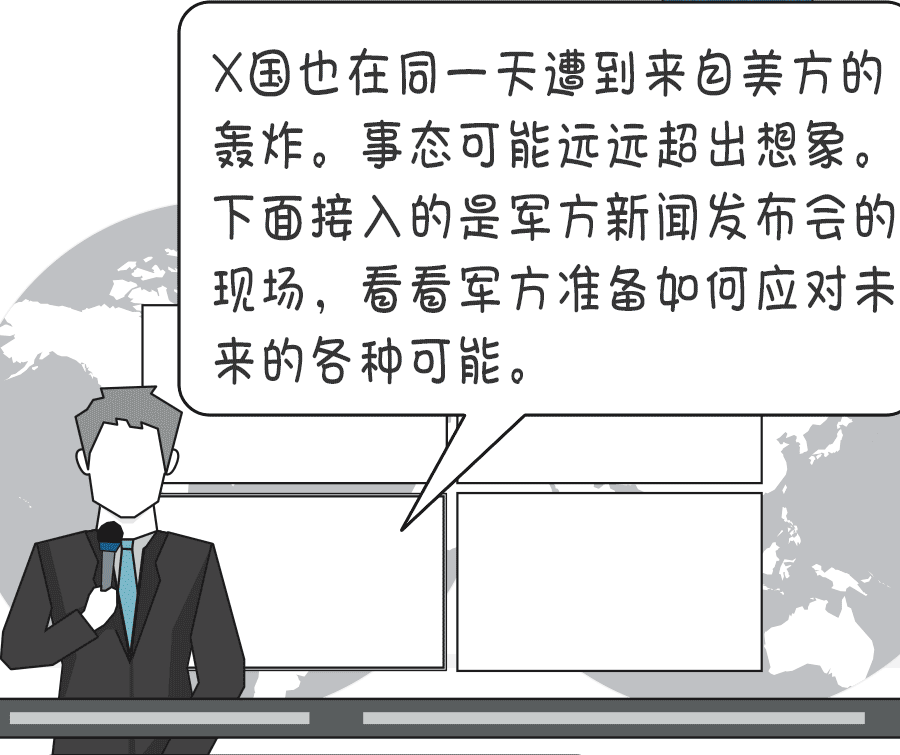 X国也在同一天遭到来自美方的
轰炸。事态可能远远超出想象。
下面接入的是军方新闻发布会的
现场，看看军方准备如何应对未
来的各种可能。